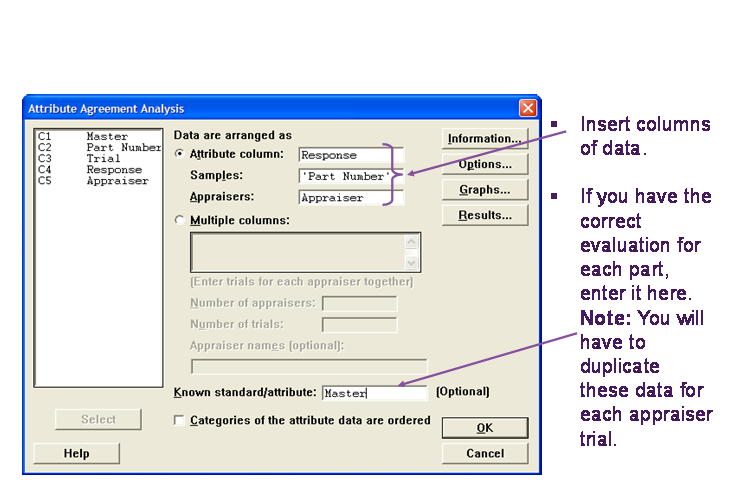 Attribute Agreement Analysis
C1 Master
C2 Part Number
C3 Trial
C4 Response
C5 Appraiser
Data are arranged as
Attribute column: Response
Samples: 'Part Number'
Appraisers: Appraiser
Multiple columns:
(Enter trials for each appraiser together)
Number of appraisers:
Number of trials:
Appraiser names (optional):
Known standard/attribute: Master (Optional)
Categories of the attribute data are ordered
Information...
Options...
Graphs...
Results...
Select
Help
OK
Cancel
▪ Insert columns
of data.
▪ If you have the
correct
evaluation for
each part,
enter it here.
Note: You will
have to
duplicate
these data for
each appraiser
trial.